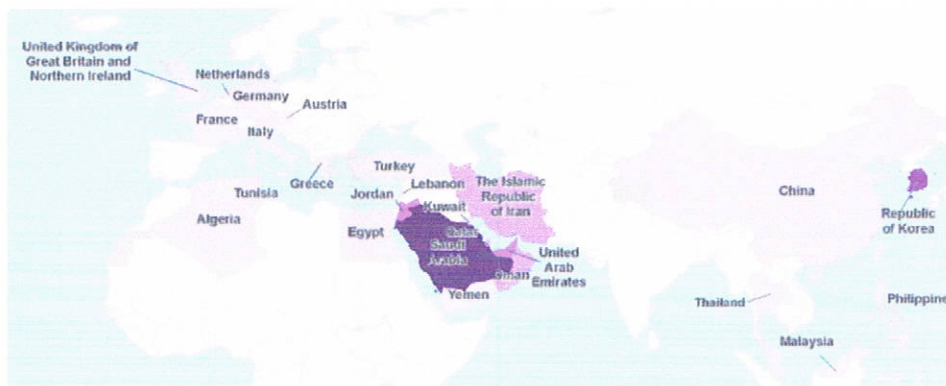 United Kingdom of
Great Britain and
Northern Ireland
Netherlands
Germany
Austria
France
Italy
Turkey
Greece
Tunisia
Algeria
Lebanon
Jordan
The Islamic
Republic
of Iran
Kuwait
Egypt
Qatar
Saudi
Arabia
United
Arab
Emirates
Oman
Yemen
China
Republic
of Korea
Thailand
Philippine
Malaysia